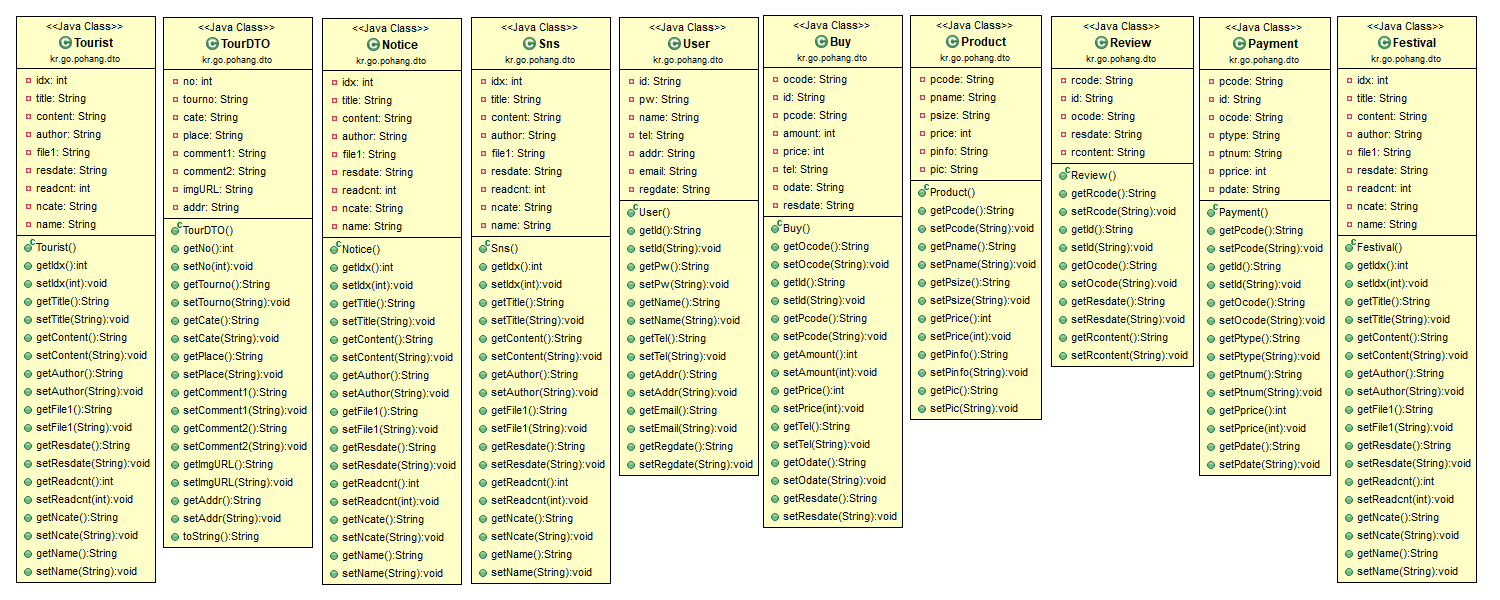 <<Java Class>>
Tourist
kr.go.pohang.dto
idx: int
title: String
content: String
author: String
file1: String
resdate: String
readcnt: int
ncate: String
name: String
Tourist()
getIdx():int
setIdx(int):void
getTitle():String
setTitle(String):void
getContent():String
setContent(String):void
getAuthor():String
setAuthor(String):void
getFile1():String
setFile1(String):void
getResdate():String
setResdate(String):void
getReadcnt():int
setReadcnt(int):void
getNcate():String
setNcate(String):void
getName():String
setName(String):void
<<Java Class>>
TourDTO
kr.go.pohang.dto
no: int
tourno: String
cate: String
place: String
comment1: String
comment2: String
imgURL: String
addr: String
TourDTO()
getNo():int
setNo(int):void
getTourno():String
setTourno(String):void
getCate():String
setCate(String):void
getPlace():String
setPlace(String):void
getComment1():String
setComment1(String):void
getComment2():String
setComment2(String):void
getImgURL():String
setImgURL(String):void
getAddr():String
setAddr(String):void
toString():String
<<Java Class>>
Notice
kr.go.pohang.dto
idx: int
title: String
content: String
author: String
file1: String
resdate: String
readcnt: int
ncate: String
name: String
Notice()
getIdx():int
setIdx(int):void
getTitle():String
setTitle(String):void
getContent():String
setContent(String):void
getAuthor():String
setAuthor(String):void
getFile1():String
setFile1(String):void
getResdate():String
setResdate(String):void
getReadcnt():int
setReadcnt(int):void
getNcate():String
setNcate(String):void
getName():String
setName(String):void
<<Java Class>>
Sns
kr.go.pohang.dto
idx: int
title: String
content: String
author: String
file1: String
resdate: String
readcnt: int
ncate: String
name: String
Sns()
getIdx():int
setIdx(int):void
getTitle():String
setTitle(String):void
getContent():String
setContent(String):void
getAuthor():String
setAuthor(String):void
getFile1():String
setFile1(String):void
getResdate():String
setResdate(String):void
getReadcnt():int
setReadcnt(int):void
getNcate():String
setNcate(String):void
getName():String
setName(String):void
<<Java Class>>
User
kr.go.pohang.dto
id: String
pw: String
name: String
tel: String
addr: String
email: String
regdate: String
User()
getId():String
setId(String):void
getPw():String
setPw(String):void
getName():String
setName(String):void
getTel():String
setTel(String):void
getAddr():String
setAddr(String):void
getEmail():String
setEmail(String):void
getRegdate():String
setRegdate(String):void
<<Java Class>>
Buy
kr.go.pohang.dto
ocode: String
id: String
pcode: String
amount: int
price: int
tel: String
odate: String
resdate: String
Buy()
getOcode():String
setOcode(String):void
getId():String
setId(String):void
getPcode():String
setPcode(String):void
getAmount():int
setAmount(int):void
getPrice():int
setPrice(int):void
getTel():String
setTel(String):void
getOdate():String
setOdate(String):void
getResdate():String
setResdate(String):void
<<Java Class>>
Product
kr.go.pohang.dto
pcode: String
pname: String
psize: String
price: int
pinfo: String
pic: String
Product()
getPcode():String
setPcode(String):void
getPname():String
setPname(String):void
getPsize():String
setPsize(String):void
getPrice():int
setPrice(int):void
getPinfo():String
setPinfo(String):void
getPic():String
setPic(String):void
<<Java Class>>
Review
kr.go.pohang.dto
rcode: String
id: String
ocode: String
resdate: String
rcontent: String
Review()
getRcode():String
setRcode(String):void
getId():String
setId(String):void
getOcode():String
setOcode(String):void
getResdate():String
setResdate(String):void
getRcontent():String
setRcontent(String):void
<<Java Class>>
Payment
kr.go.pohang.dto
pcode: String
id: String
ocode: String
ptype: String
ptnum: String
pprice: int
pdate: String
Payment()
getPcode():String
setPcode(String):void
getId():String
setId(String):void
getOcode():String
setOcode(String):void
getPtype():String
setPtype(String):void
getPtnum():String
setPtnum(String):void
getPprice():int
setPprice(int):void
getPdate():String
setPdate(String):void
<<Java Class>>
Festival
kr.go.pohang.dto
idx: int
title: String
content: String
author: String
file1: String
resdate: String
readcnt: int
ncate: String
name: String
Festival()
getIdx():int
setIdx(int):void
getTitle():String
setTitle(String):void
getContent():String
setContent(String):void
getAuthor():String
setAuthor(String):void
getFile1():String
setFile1(String):void
getResdate():String
setResdate(String):void
getReadcnt():int
setReadcnt(int):void
getNcate():String
setNcate(String):void
getName():String
setName(String):void